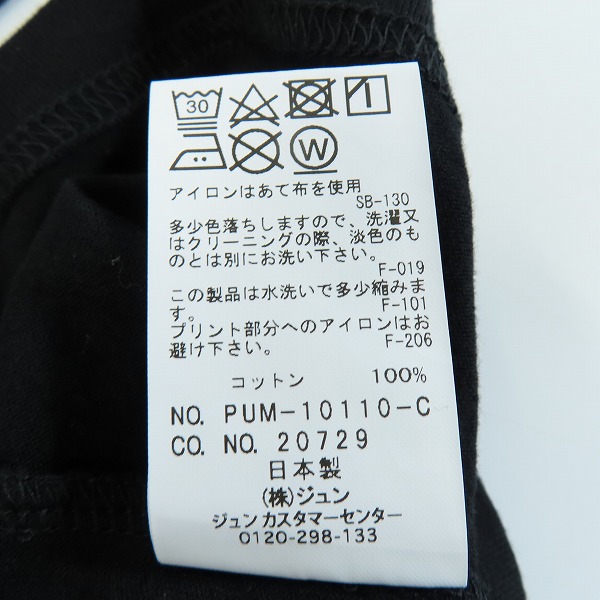 30
W
アイロンはあて布を使用
SB-130
多少色落ちしますので、洗濯又
はクリーニングの際、淡色のも
のとは別にお洗い下さい。
F-019
この製品は水洗いで多少縮みま
す。 F-101
プリント部分へのアイロンはお
避け下さい。 F-206
コットン 100%
NO. PUM-10110-C
CO. NO. 20729
日本製
(株)ジュン
ジュン カスタマーセンター
0120-298-133